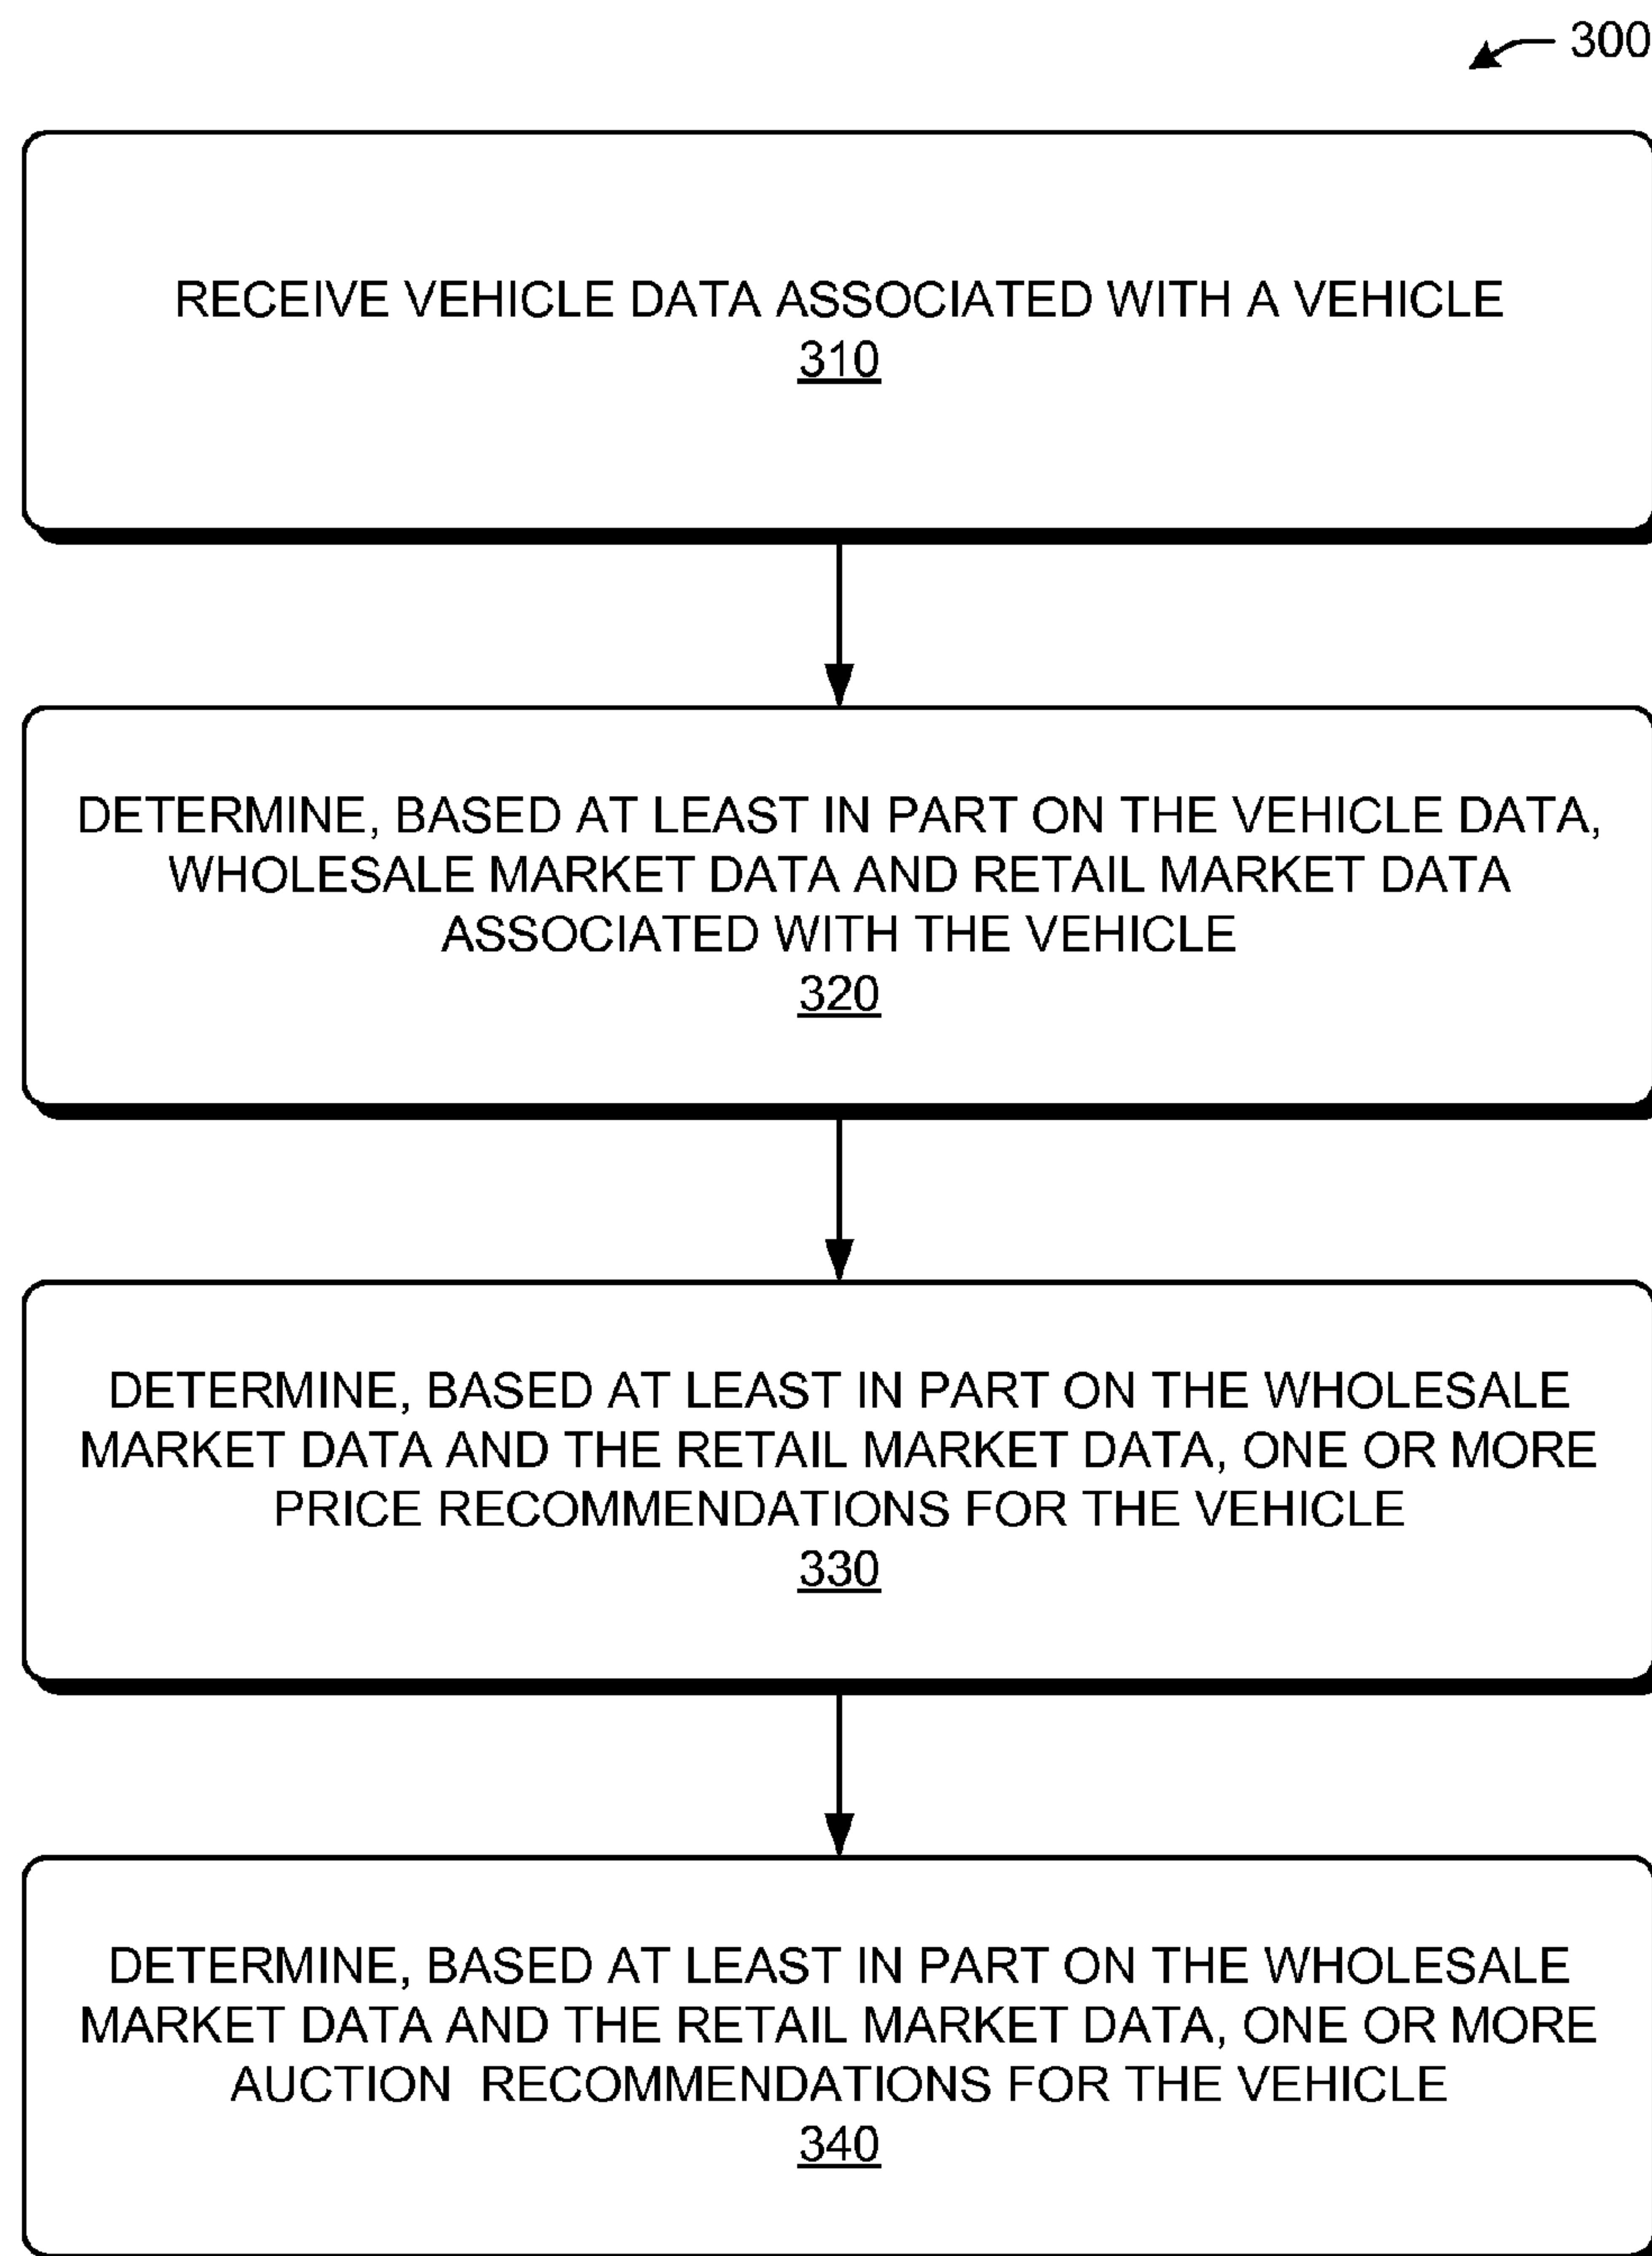 300
RECEIVE VEHICLE DATA ASSOCIATED WITH A VEHICLE
310
DETERMINE, BASED AT LEAST IN PART ON THE VEHICLE DATA,
WHOLESALE MARKET DATA AND RETAIL MARKET DATA
ASSOCIATED WITH THE VEHICLE
320
DETERMINE, BASED AT LEAST IN PART ON THE WHOLESALE
MARKET DATA AND THE RETAIL MARKET DATA, ONE OR MORE
PRICE RECOMMENDATIONS FOR THE VEHICLE
330
DETERMINE, BASED AT LEAST IN PART ON THE WHOLESALE
MARKET DATA AND THE RETAIL MARKET DATA, ONE OR MORE
AUCTION  RECOMMENDATIONS FOR THE VEHICLE
340